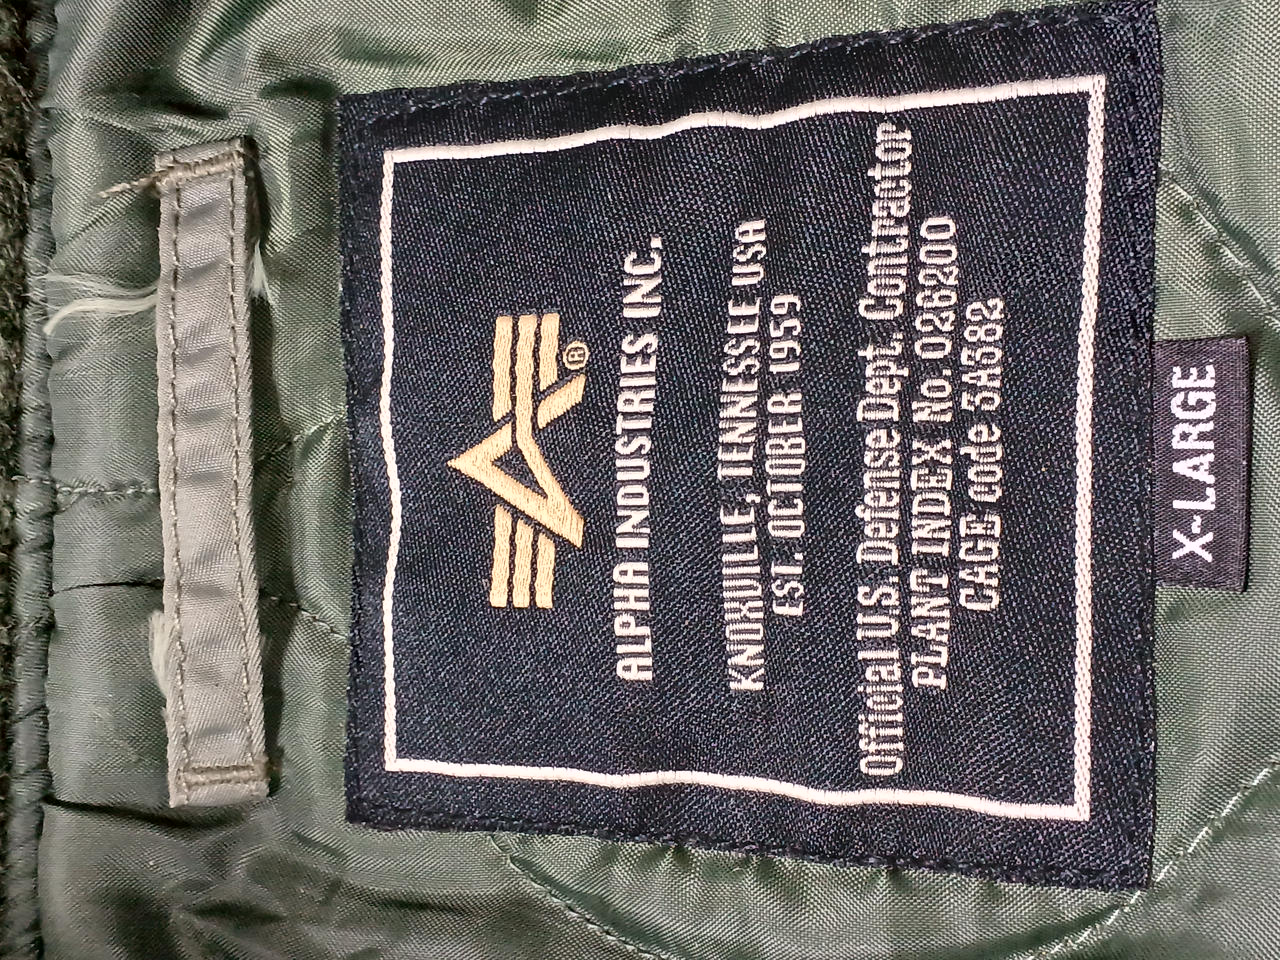 ®
ALPHA INDUSTRIES INC.
KNOXVILLE, TENNESSEE USA
EST. OCTOBER 1959
Official U.S. Defense Dept. Contractor
PLANT INDEX No. 026200
CAGE code 5A582
X-LARGE